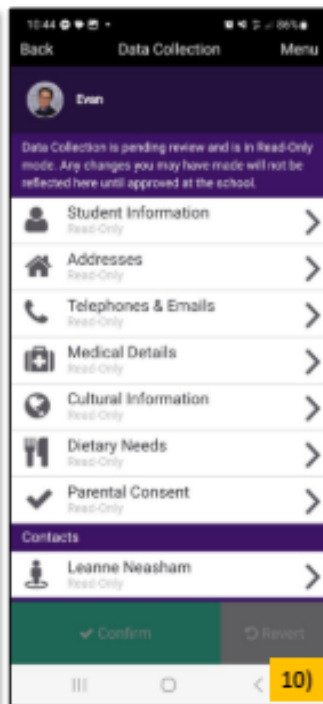 10:44
86%
Back Data Collection Menu
Evan
Data Collection is pending review and is in Read-Only
mode. Any changes you may have made will not be
reflected here until approved at the school.
Student Information
Read-Only
Addresses
Read-Only
Telephones & Emails
Read-Only
Medical Details
Read-Only
Cultural Information
Read-Only
Dietary Needs
Read-Only
Parental Consent
Read-Only
Contacts
Leanne Neasham
Read-Only
Confirm Revert
10)